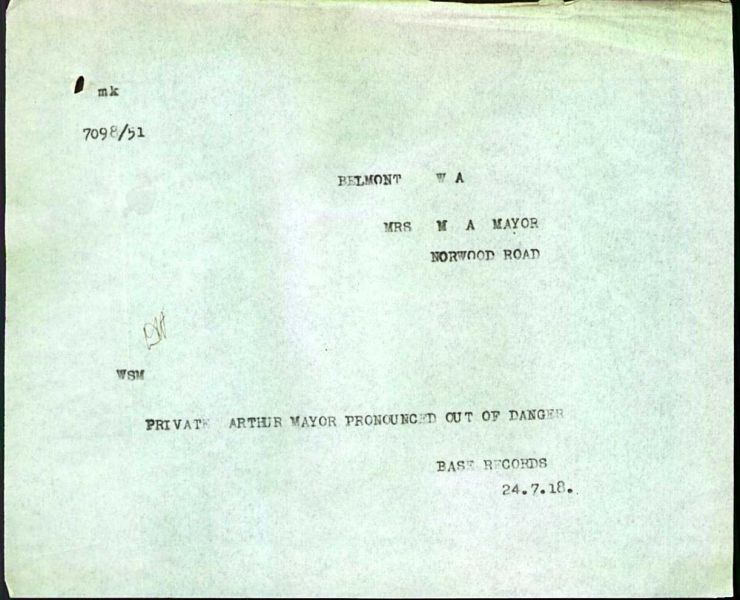 mk
7098/51
BELMONT W A
MRS M A MAYOR
NORWOOD ROAD
WSM
PRIVATE ARTHUR MAYOR PRONOUNCED OUT OF DANGER
BASE RECORDS
24.7.18.